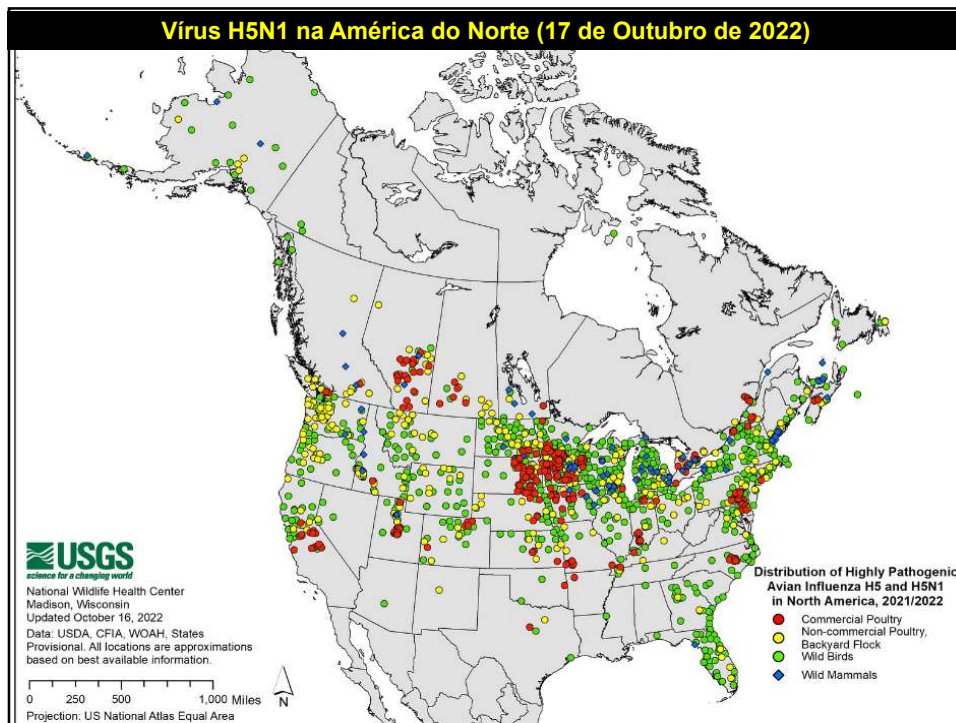 Vírus H5N1 na América do Norte (17 de Outubro de 2022)
USGS
science for a changing world
National Wildlife Health Center
Madison, Wisconsin
Updated October 16, 2022
Data: USDA, CFIA, WOAH, States
Provisional. All locations are approximations
based on best available information.
0 250 500 1,000 Miles
N
Projection: US National Atlas Equal Area
Distribution of Highly Pathogenic
Avian Influenza H5 and H5N1
in North America, 2021/2022
Commercial Poultry
Non-commercial Poultry,
Backyard Flock
Wild Birds
Wild Mammals